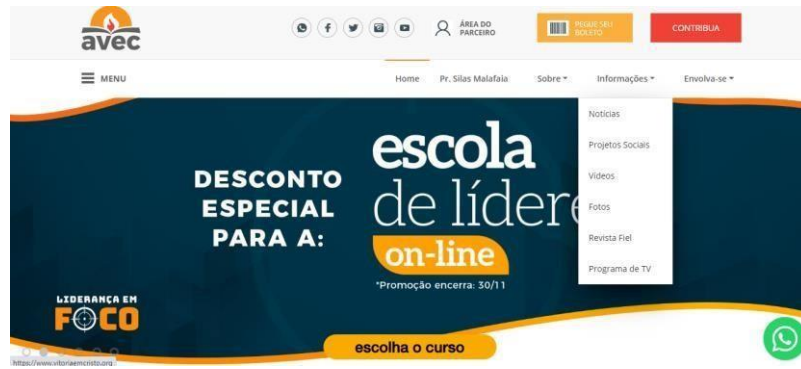 avec
ÁREA DO
PARCEIRO
PEGUE SEU
BOLETO
CONTRIBUA
MENU
Home Pr. Silas Malafaia Sobre Informações Envolva-se
Notícias
Projetos Sociais
Vídeos
Fotos
Revista Fiel
Programa de TV
DESCONTO
ESPECIAL
PARA A:
escola
de lídere
on-line
*Promoção encerra: 30/11
LIDERANÇA EM
FOCO
escolha o curso
https://www.vitoriaemcristo.org